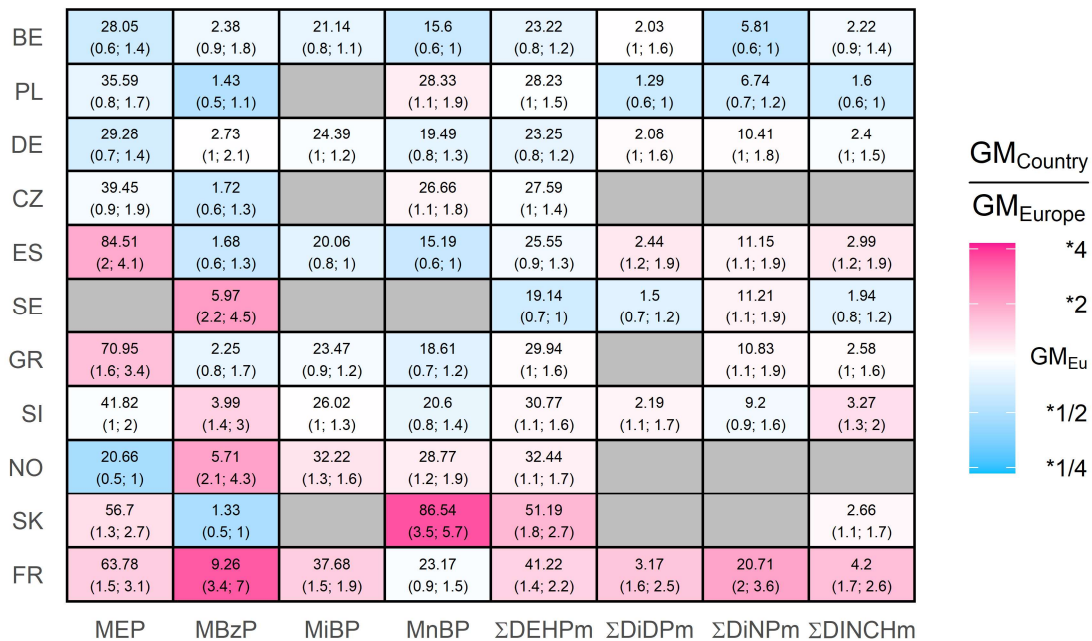 BE 28.05 2.38 21.14 15.6 23.22 2.03 5.81 2.22
(0.6; 1.4) (0.9; 1.8) (0.8; 1.1) (0.6; 1) (0.8; 1.2) (1; 1.6) (0.6; 1) (0.9; 1.4)
PL 35.59 1.43 28.33 28.23 1.29 6.74 1.6
(0.8; 1.7) (0.5; 1.1) (1.1; 1.9) (1; 1.5) (0.6; 1) (0.7; 1.2) (0.6; 1)
DE 29.28 2.73 24.39 19.49 23.25 2.08 10.41 2.4
(0.7; 1.4) (1; 2.1) (1; 1.2) (0.8; 1.3) (0.8; 1.2) (1; 1.6) (1; 1.8) (1; 1.5)
CZ 39.45 1.72 26.66 27.59
(0.9; 1.9) (0.6; 1.3) (1.1; 1.8) (1; 1.4)
ES 84.51 1.68 20.06 15.19 25.55 2.44 11.15 2.99
(2; 4.1) (0.6; 1.3) (0.8; 1) (0.6; 1) (0.9; 1.3) (1.2; 1.9) (1.1; 1.9) (1.2; 1.9)
SE 5.97 19.14 1.5 11.21 1.94
(2.2; 4.5) (0.7; 1) (0.7; 1.2) (1.1; 1.9) (0.8; 1.2)
GR 70.95 2.25 23.47 18.61 29.94 10.83 2.58
(1.6; 3.4) (0.8; 1.7) (0.9; 1.2) (0.7; 1.2) (1; 1.6) (1.1; 1.9) (1; 1.6)
SI 41.82 3.99 26.02 20.6 30.77 2.19 9.2 3.27
(1; 2) (1.4; 3) (1; 1.3) (0.8; 1.4) (1.1; 1.6) (1.1; 1.7) (0.9; 1.6) (1.3; 2)
NO 20.66 5.71 32.22 28.77 32.44
(0.5; 1) (2.1; 4.3) (1.3; 1.6) (1.2; 1.9) (1.1; 1.7)
SK 56.7 1.33 86.54 51.19 2.66
(1.3; 2.7) (0.5; 1) (3.5; 5.7) (1.8; 2.7) (1.1; 1.7)
FR 63.78 9.26 37.68 23.17 41.22 3.17 20.71 4.2
(1.5; 3.1) (3.4; 7) (1.5; 1.9) (0.9; 1.5) (1.4; 2.2) (1.6; 2.5) (2; 3.6) (1.7; 2.6)
MEP MBzP MiBP MnBP ΣDEHPm ΣDiDPm ΣDiNPm ΣDINCHm
GMCountry
GMEurope
*4
*2
GMEu
*1/2
*1/4